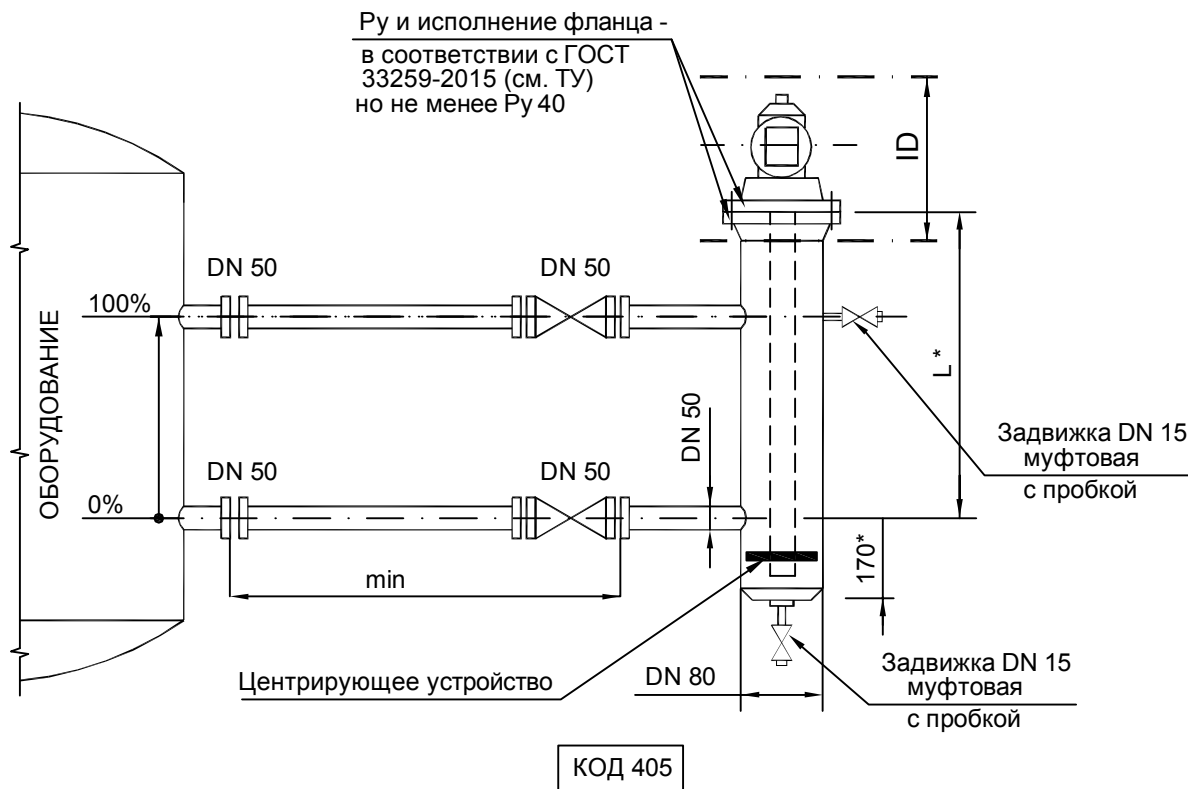 Ру и исполнение фланца -
в соответствии с ГОСТ
33259-2015 (см. ТУ)
но не менее Ру 40
ID
DN 50
DN 50
100%
ОБОРУДОВАНИЕ
L *
DN 50
Задвижка DN 15
муфтовая
с пробкой
DN 50
DN 50
0%
170*
min
Центрирующее устройство
DN 80
Задвижка DN 15
муфтовая
с пробкой
КОД 405